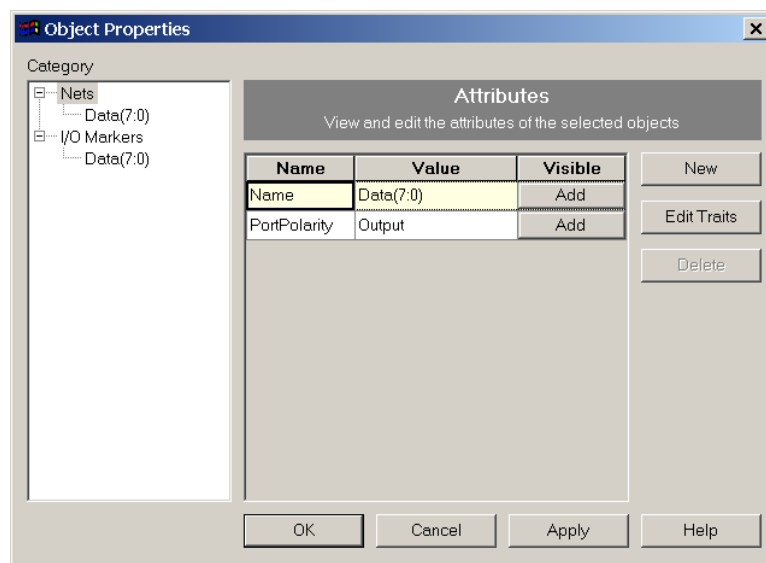 Object Properties
Category
Nets
Data(7:0)
I/O Markers
Data(7:0)
Attributes
View and edit the attributes of the selected objects
Name Value Visible
Name Data(7:0) Add
PortPolarity Output Add
New
Edit Traits
Delete
OK Cancel Apply Help